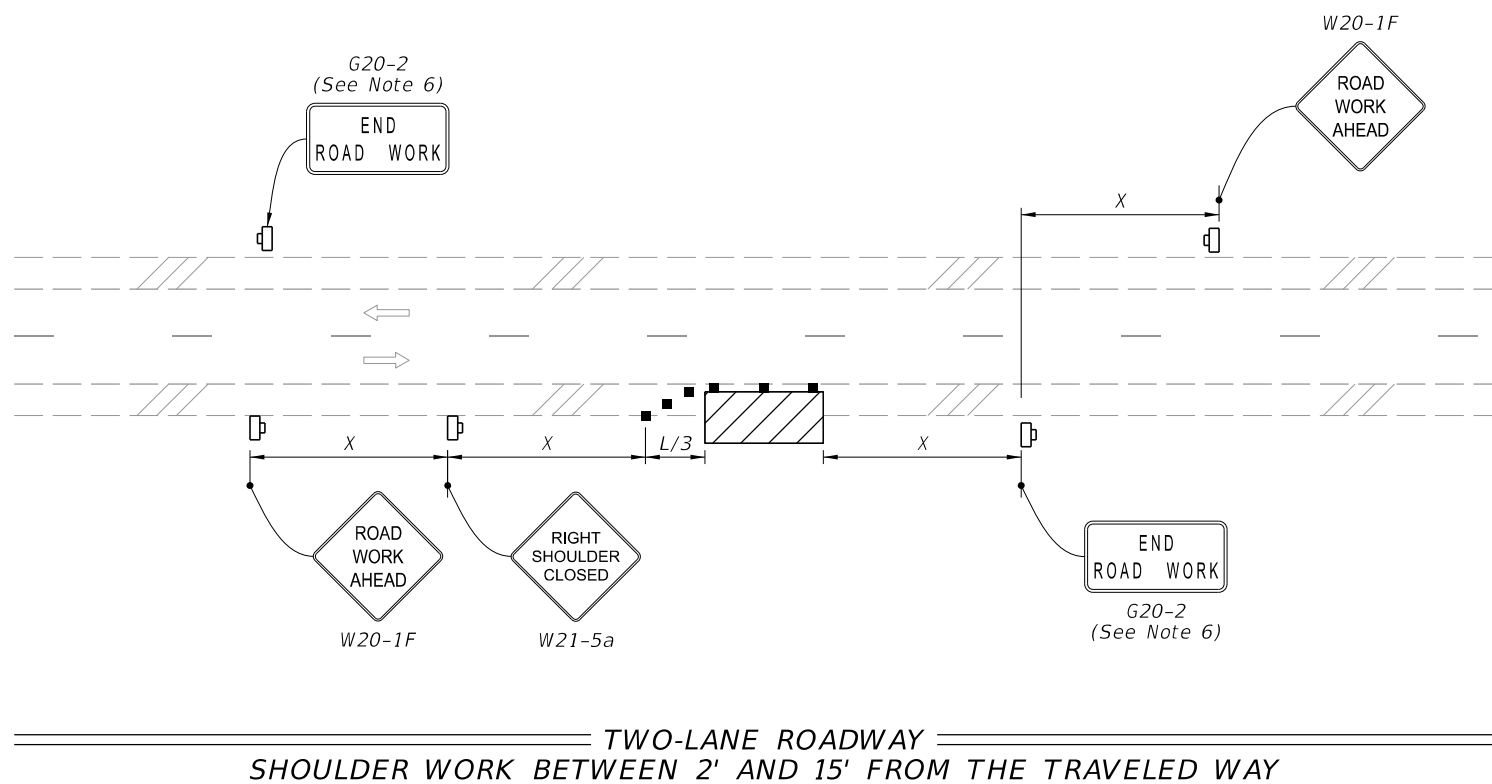 W20-1F
ROAD
WORK
AHEAD
G20-2
(See Note 6)
END
ROAD WORK
X
X
X
L/3
X
ROAD
WORK
AHEAD
W20-1F
RIGHT
SHOULDER
CLOSED
W21-5a
END
ROAD WORK
G20-2
(See Note 6)
TWO-LANE ROADWAY
SHOULDER WORK BETWEEN 2' AND 15' FROM THE TRAVELED WAY